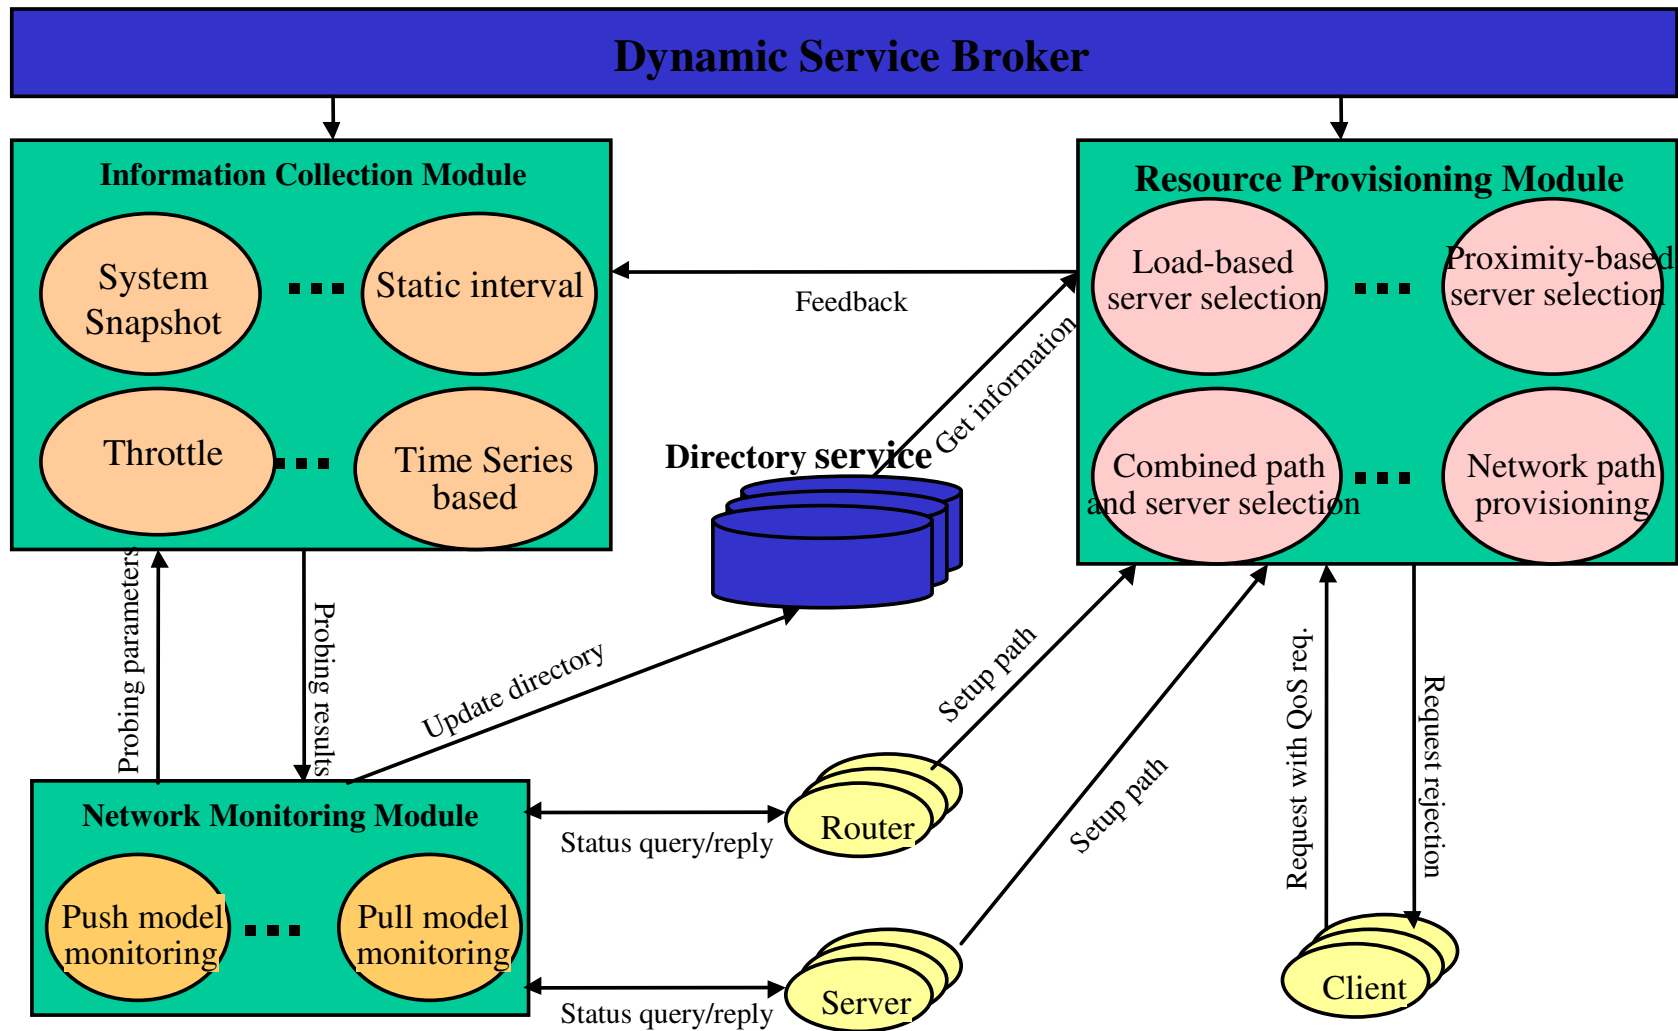 Dynamic Service Broker
Information Collection Module
System
Snapshot
Static interval
Throttle
Time Series
based
Feedback
Get information
Resource Provisioning Module
Load-based
server selection
Proximity-based
server selection
Combined path
and server selection
Network path
provisioning
Directory service
Probing parameters
Probing results
Update directory
Setup path
Setup path
Request with QoS req.
Request rejection
Network Monitoring Module
Push model
monitoring
Pull model
monitoring
Status query/reply
Router
Status query/reply
Server
Client